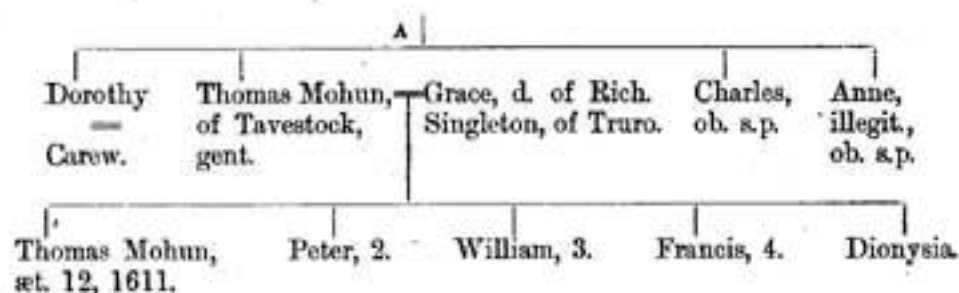 A
Dorothy
Carew.
Thomas Mohun,
of Tavestock,
gent.
Grace, d. of Rich.
Singleton, of Truro.
Charles,
ob. s.p.
Anne,
illegit.,
ob. s.p.
Thomas Mohun,
æt. 12, 1611.
Peter, 2.
William, 3.
Francis, 4.
Dionysia.